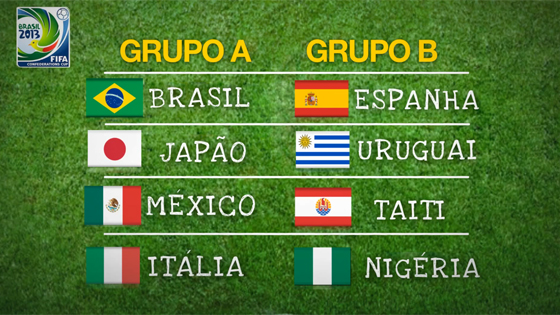 BRASIL
2013
FIFA
CONFEDERATIONS CUP
GRUPO A GRUPO B
BRASIL ESPANHA
JAPÃO URUGUAI
MÉXICO TAITI
ITÁLIA NIGÉRIA